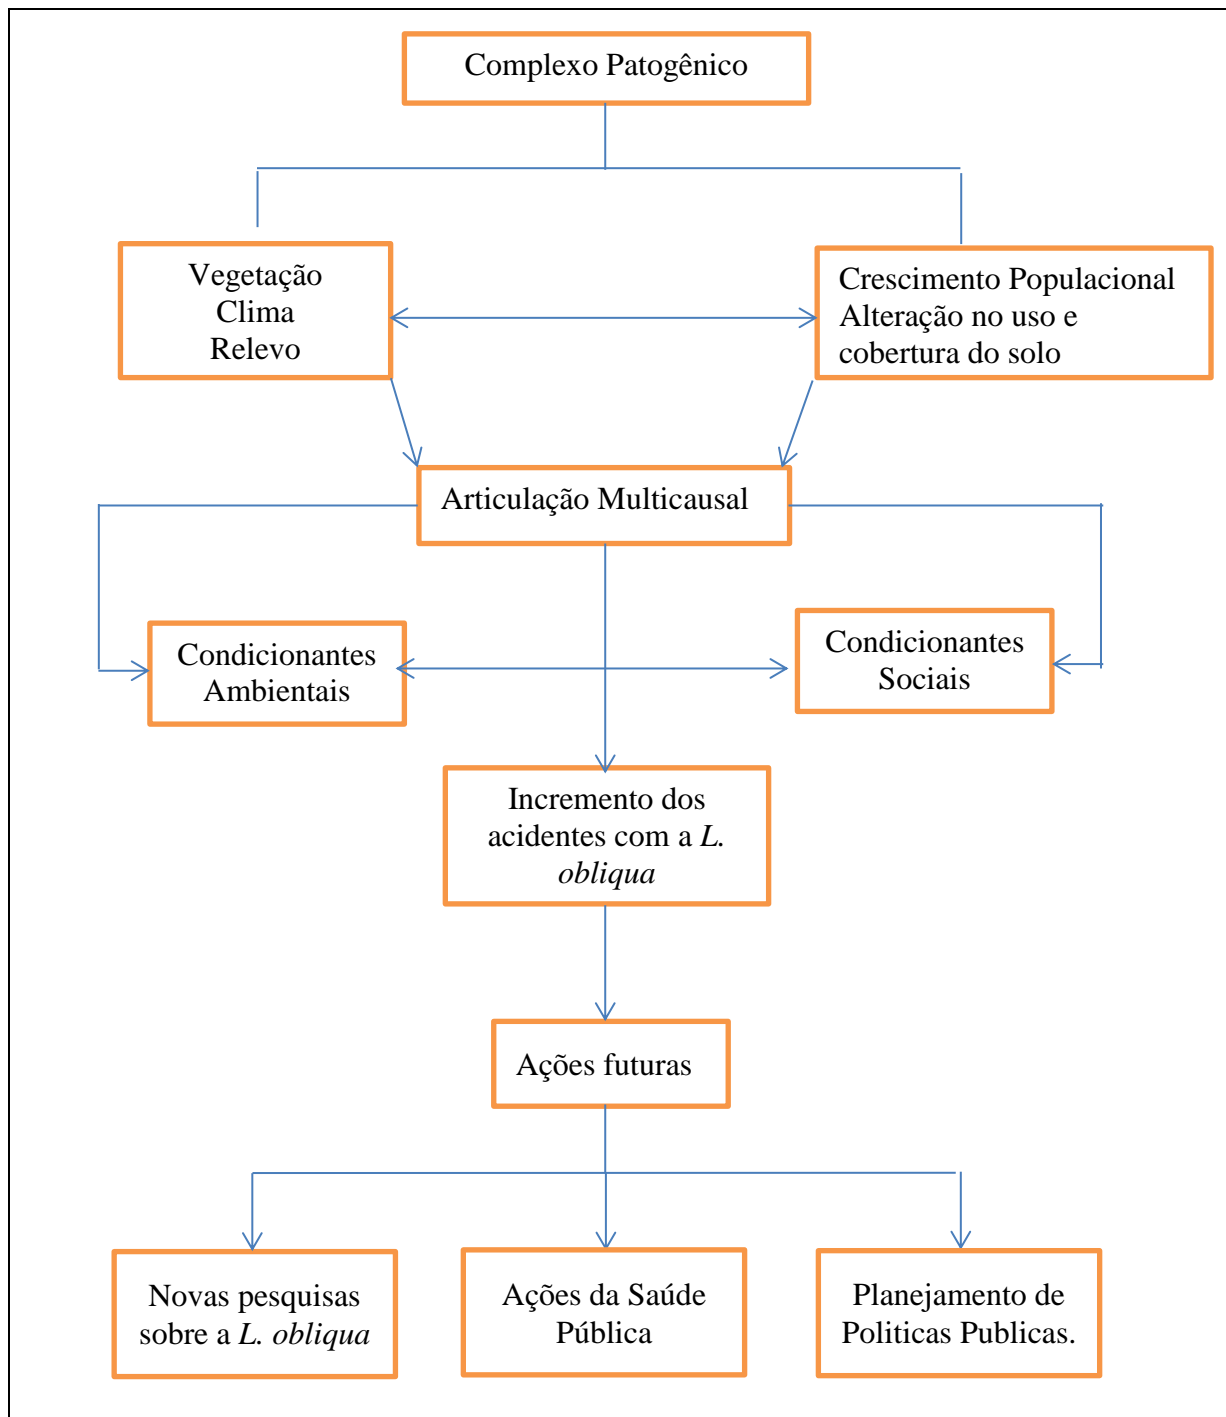 Complexo Patogênico
Vegetação
Clima
Relevo
Crescimento Populacional
Alteração no uso e
cobertura do solo
Articulação Multicausal
Condicionantes
Ambientais
Condicionantes
Sociais
Incremento dos
acidentes com a L.
obliqua
Ações futuras
Novas pesquisas
sobre a L. obliqua
Ações da Saúde
Pública
Planejamento de
Politicas Publicas.